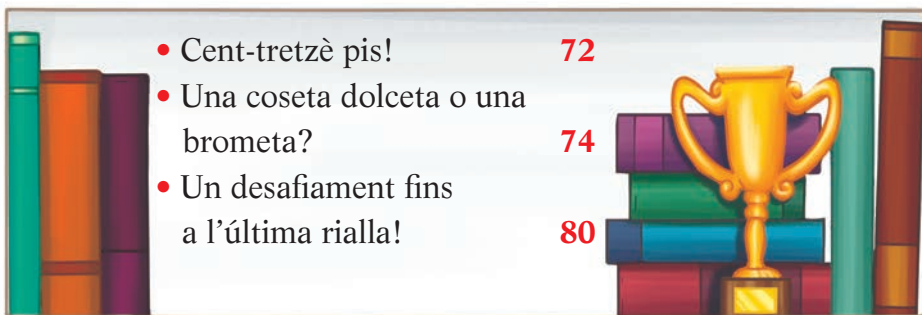 • Cent-tretzè pis! 72
• Una coseta dolceta o una
brometa? 74
• Un desafiament fins
a l'última rialla! 80